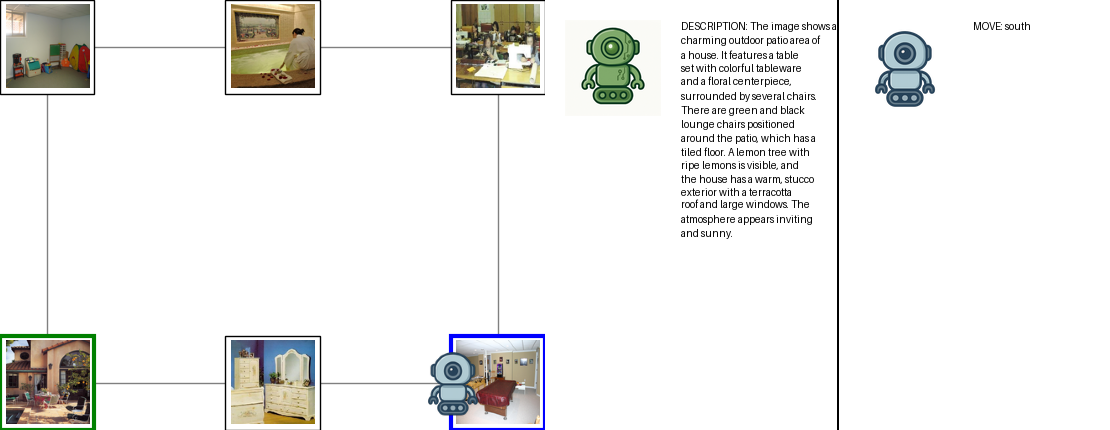 DESCRIPTION: The image shows a
charming outdoor patio area of
a house. It features a table
set with colorful tableware
and a floral centerpiece,
surrounded by several chairs.
There are green and black
lounge chairs positioned
around the patio, which has a
tiled floor. A lemon tree with
ripe lemons is visible, and
the house has a warm, stucco
exterior with a terracotta
roof and large windows. The
atmosphere appears inviting
and sunny.
MOVE: south